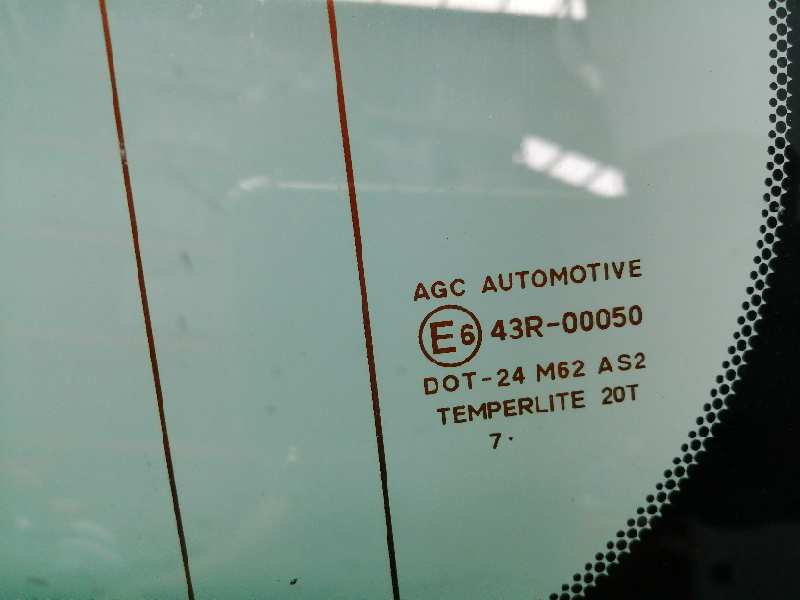 AGC AUTOMOTIVE
E6 43R-00050
DOT-24 M62 AS2
TEMPERLITE 20T
7.